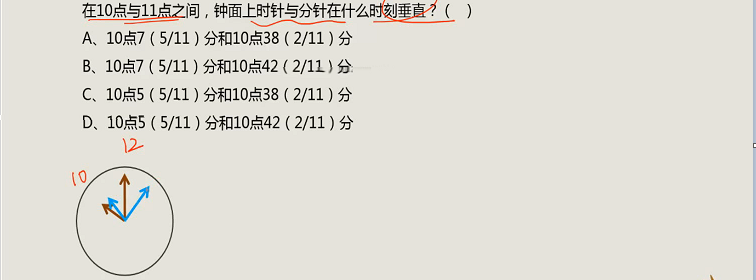 在10点与11点之间，钟面上时针与分针在什么时刻垂直？（　）
A、10点7（5/11）分和10点38（2/11）分
B、10点7（5/11）分和10点42（2/11）分
C、10点5（5/11）分和10点38（2/11）分
D、10点5（5/11）分和10点42（2/11）分
12
10